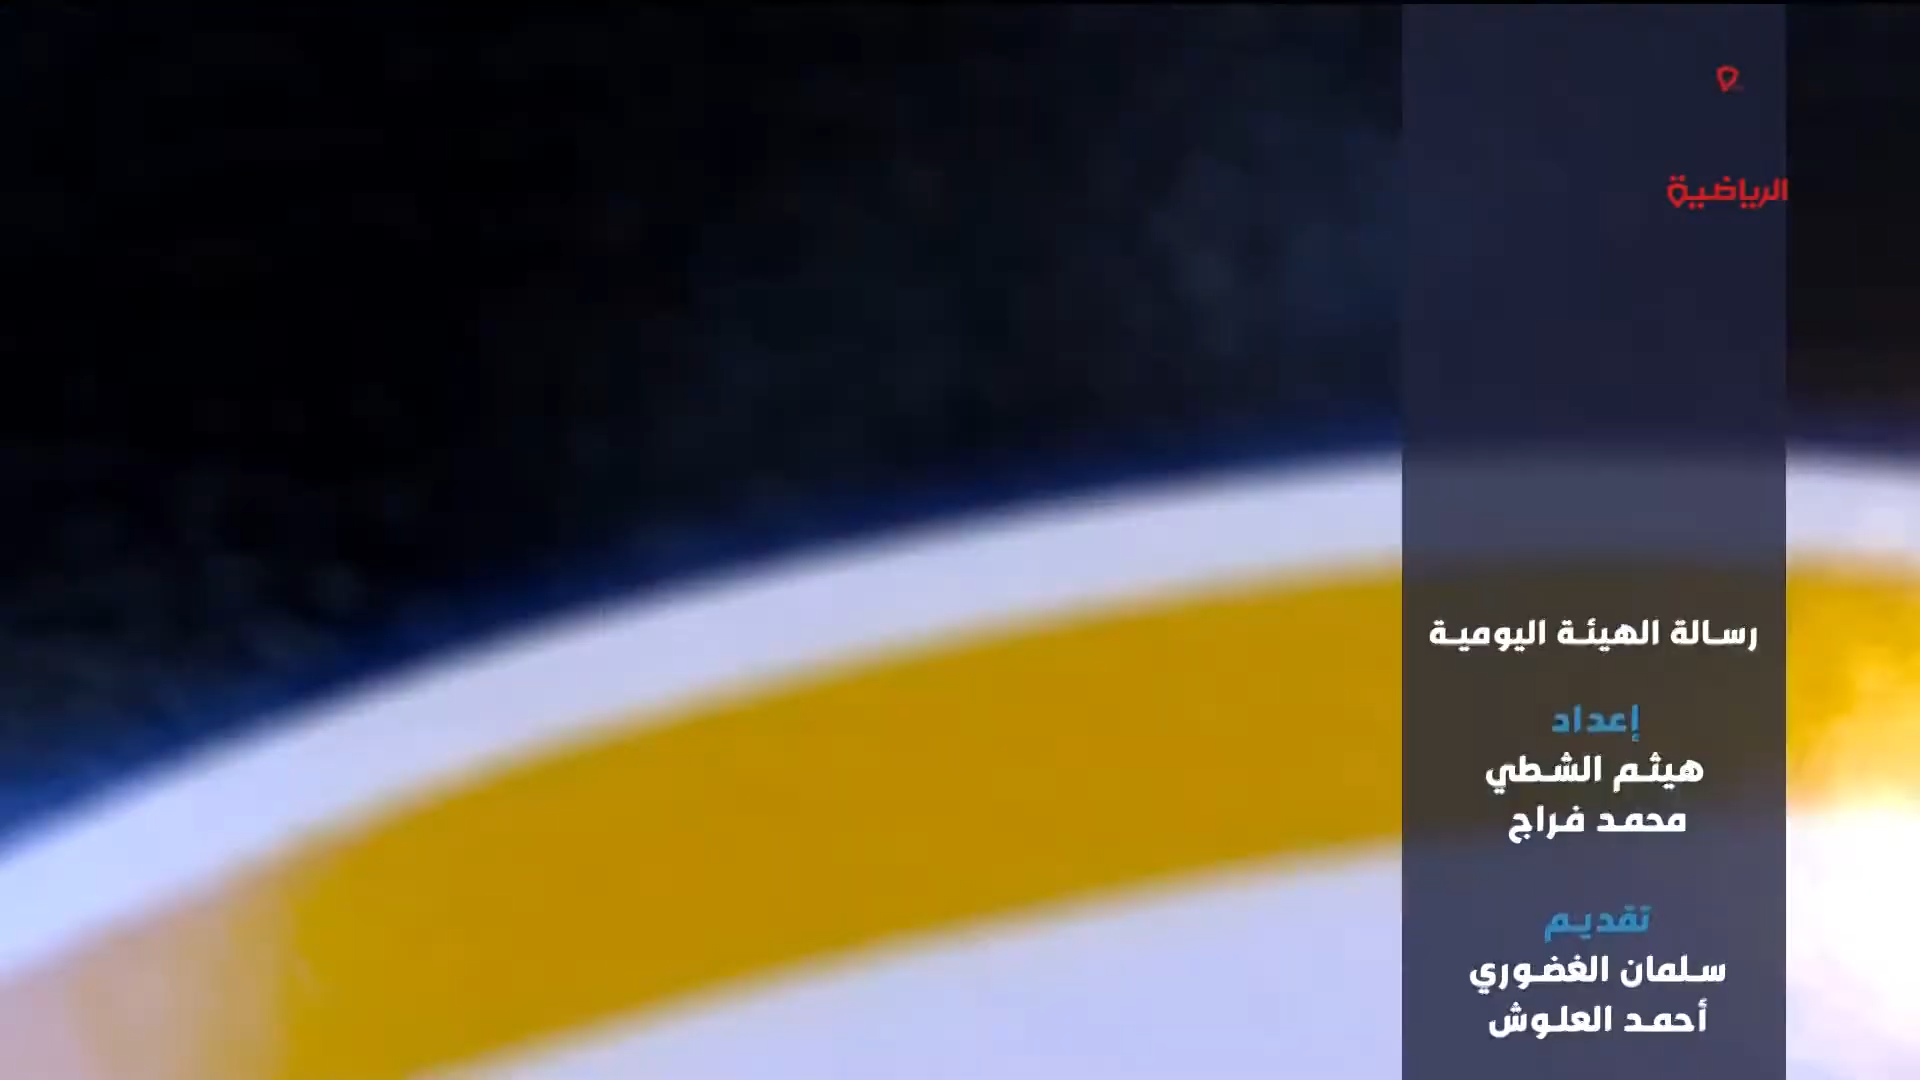 الرياضية
رسالة الهيئة اليومية
إعداد
هيثم الشطي
محمد فراج
تقديم
سلمان الغضوري
أحمد العلوش